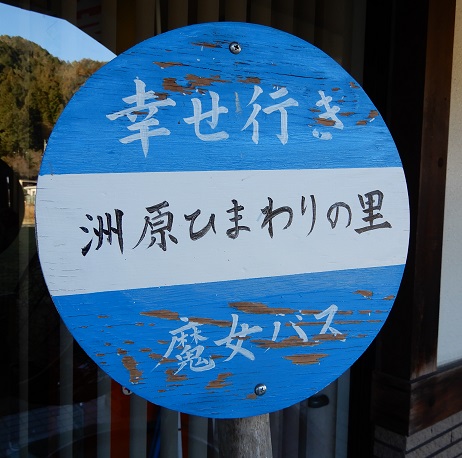 幸せ行き
洲原ひまわりの里
魔女バス